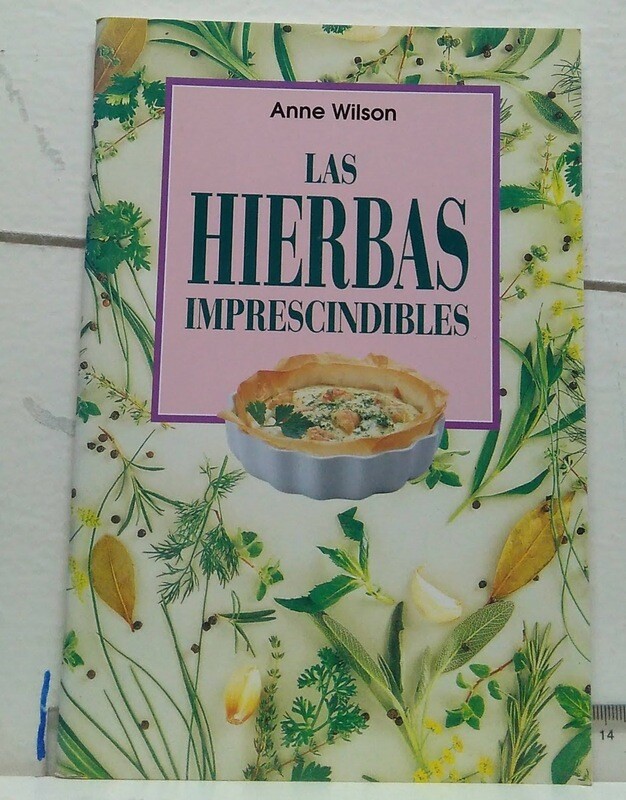 Anne Wilson
LAS
HIERBAS
IMPRESCINDIBLES
14